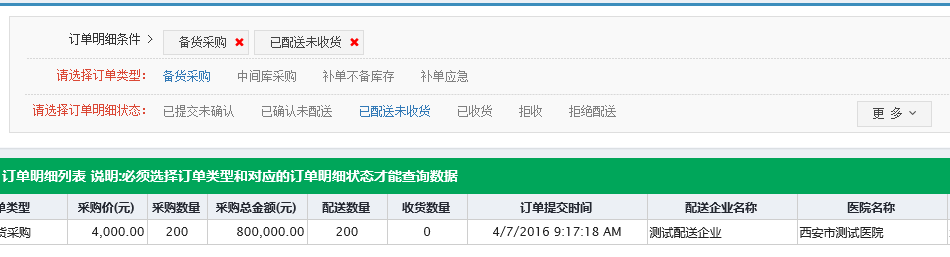 订单明细条件 > 备货采购 ✖ 已配送未收货 ✖
请选择订单类型: 备货采购 中间库采购 补单不备库存 补单应急
请选择订单明细状态: 已提交未确认 已确认未配送 已配送未收货 已收货 拒收 拒绝配送 更 多
订单明细列表 说明:必须选择订单类型和对应的订单明细状态才能查询数据
单类型 采购价(元) 采购数量 采购总金额(元) 配送数量 收货数量 订单提交时间 配送企业名称 医院名称
货采购 4,000.00 200 800,000.00 200 0 4/7/2016 9:17:18 AM 测试配送企业 西安市测试医院